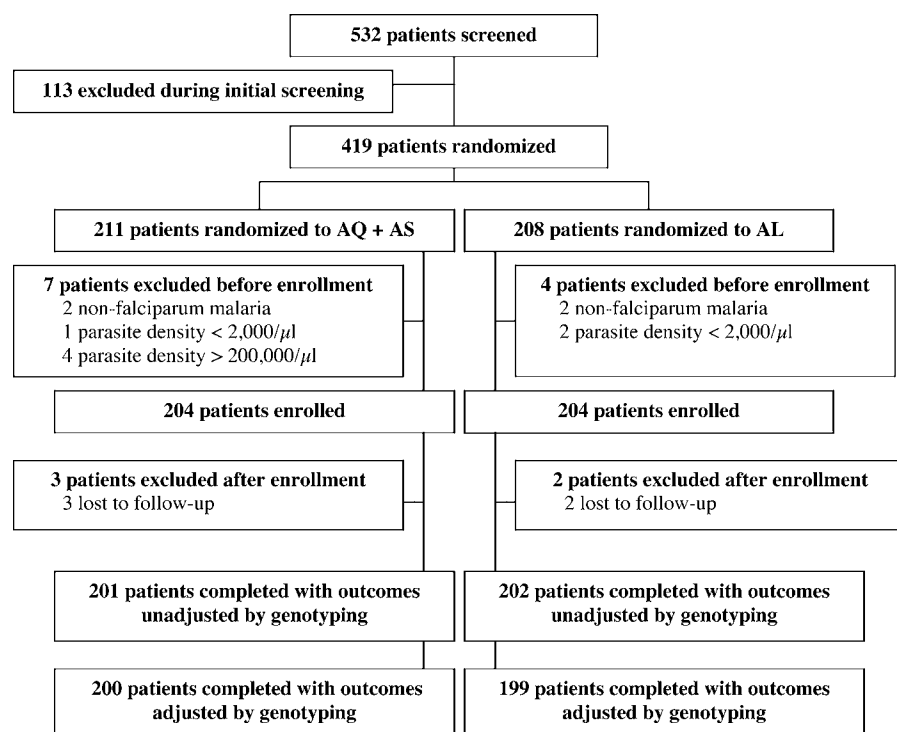 532 patients screened
113 excluded during initial screening
419 patients randomized
211 patients randomized to AQ + AS
208 patients randomized to AL
7 patients excluded before enrollment
2 non-falciparum malaria
1 parasite density < 2,000/µl
4 parasite density > 200,000/µl
4 patients excluded before enrollment
2 non-falciparum malaria
2 parasite density < 2,000/µl
204 patients enrolled
204 patients enrolled
3 patients excluded after enrollment
3 lost to follow-up
2 patients excluded after enrollment
2 lost to follow-up
201 patients completed with outcomes
unadjusted by genotyping
202 patients completed with outcomes
unadjusted by genotyping
200 patients completed with outcomes
adjusted by genotyping
199 patients completed with outcomes
adjusted by genotyping